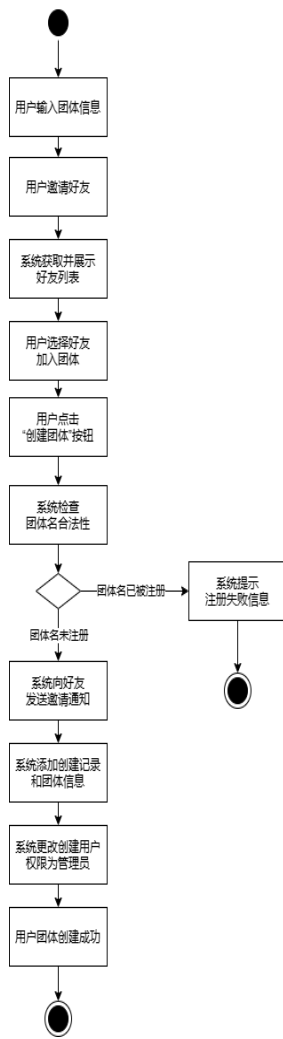 用户输入团体信息
用户邀请好友
系统获取并展示
好友列表
用户选择好友
加入团体
用户点击
“创建团体”按钮
系统检查
团体名合法性
团体名已被注册
系统提示
注册失败信息
团体名未注册
系统向好友
发送邀请通知
系统添加创建记录
和团体信息
系统更改创建用户
权限为管理员
用户团体创建成功